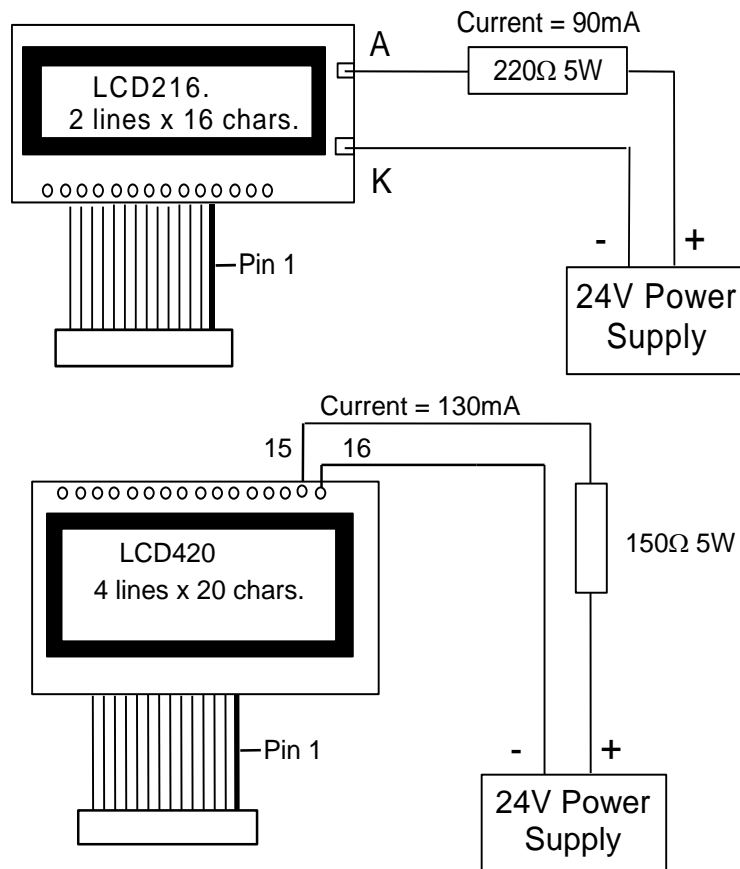 Current = 90mA
A
220Ω 5W
LCD216.
2 lines x 16 chars.
K
- +
Pin 1
24V Power
Supply
Current = 130mA
15 16
LCD420
4 lines x 20 chars.
150Ω 5W
Pin 1
- +
24V Power
Supply